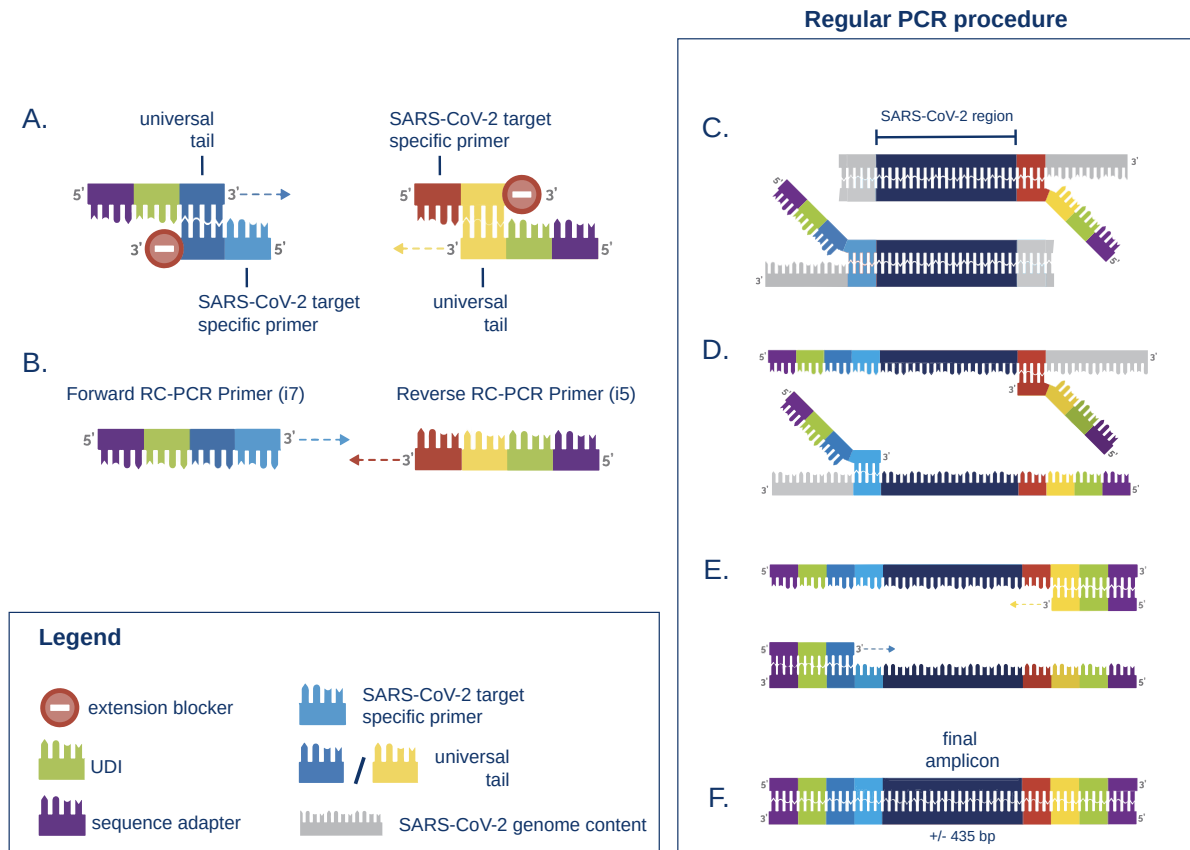 Regular PCR procedure
A.
universal
tail
SARS-CoV-2 target
specific primer
5'
3'
3'
5'
5'
3'
3'
5'
SARS-CoV-2 target
specific primer
universal
tail
B.
Forward RC-PCR Primer (i7)
Reverse RC-PCR Primer (i5)
5'
3'
3'
5'
C.
SARS-CoV-2 region
3'
5'
3'
5'
D.
5'
3'
5'
3'
3'
5'
3'
5'
E.
5'
3'
3'
5'
5'
3'
3'
5'
final
amplicon
F.
5'
3'
3'
5'
+/- 435 bp
Legend
extension blocker
SARS-CoV-2 target
specific primer
UDI
/
universal
tail
sequence adapter
SARS-CoV-2 genome content